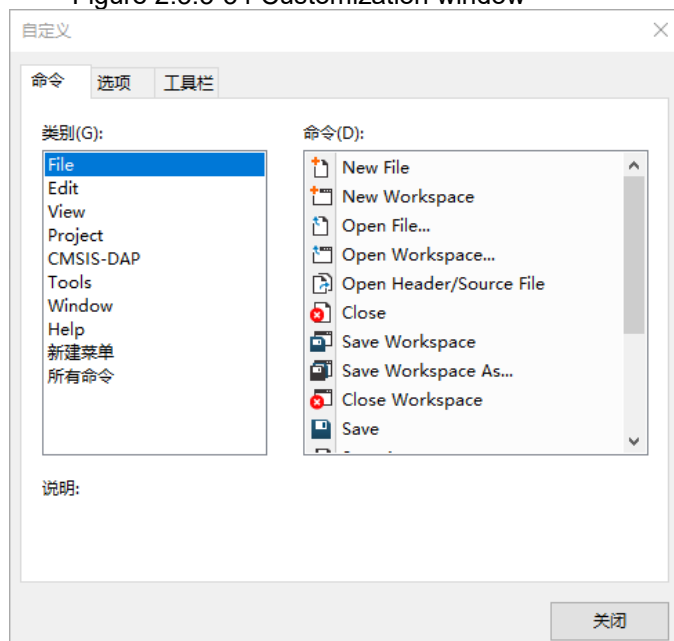 自定义
命令 选项 工具栏
类别(G):
File
Edit
View
Project
CMSIS-DAP
Tools
Window
Help
新建菜单
所有命令
命令(D):
New File
New Workspace
Open File...
Open Workspace...
Open Header/Source File
Close
Save Workspace
Save Workspace As...
Close Workspace
Save
说明:
关闭